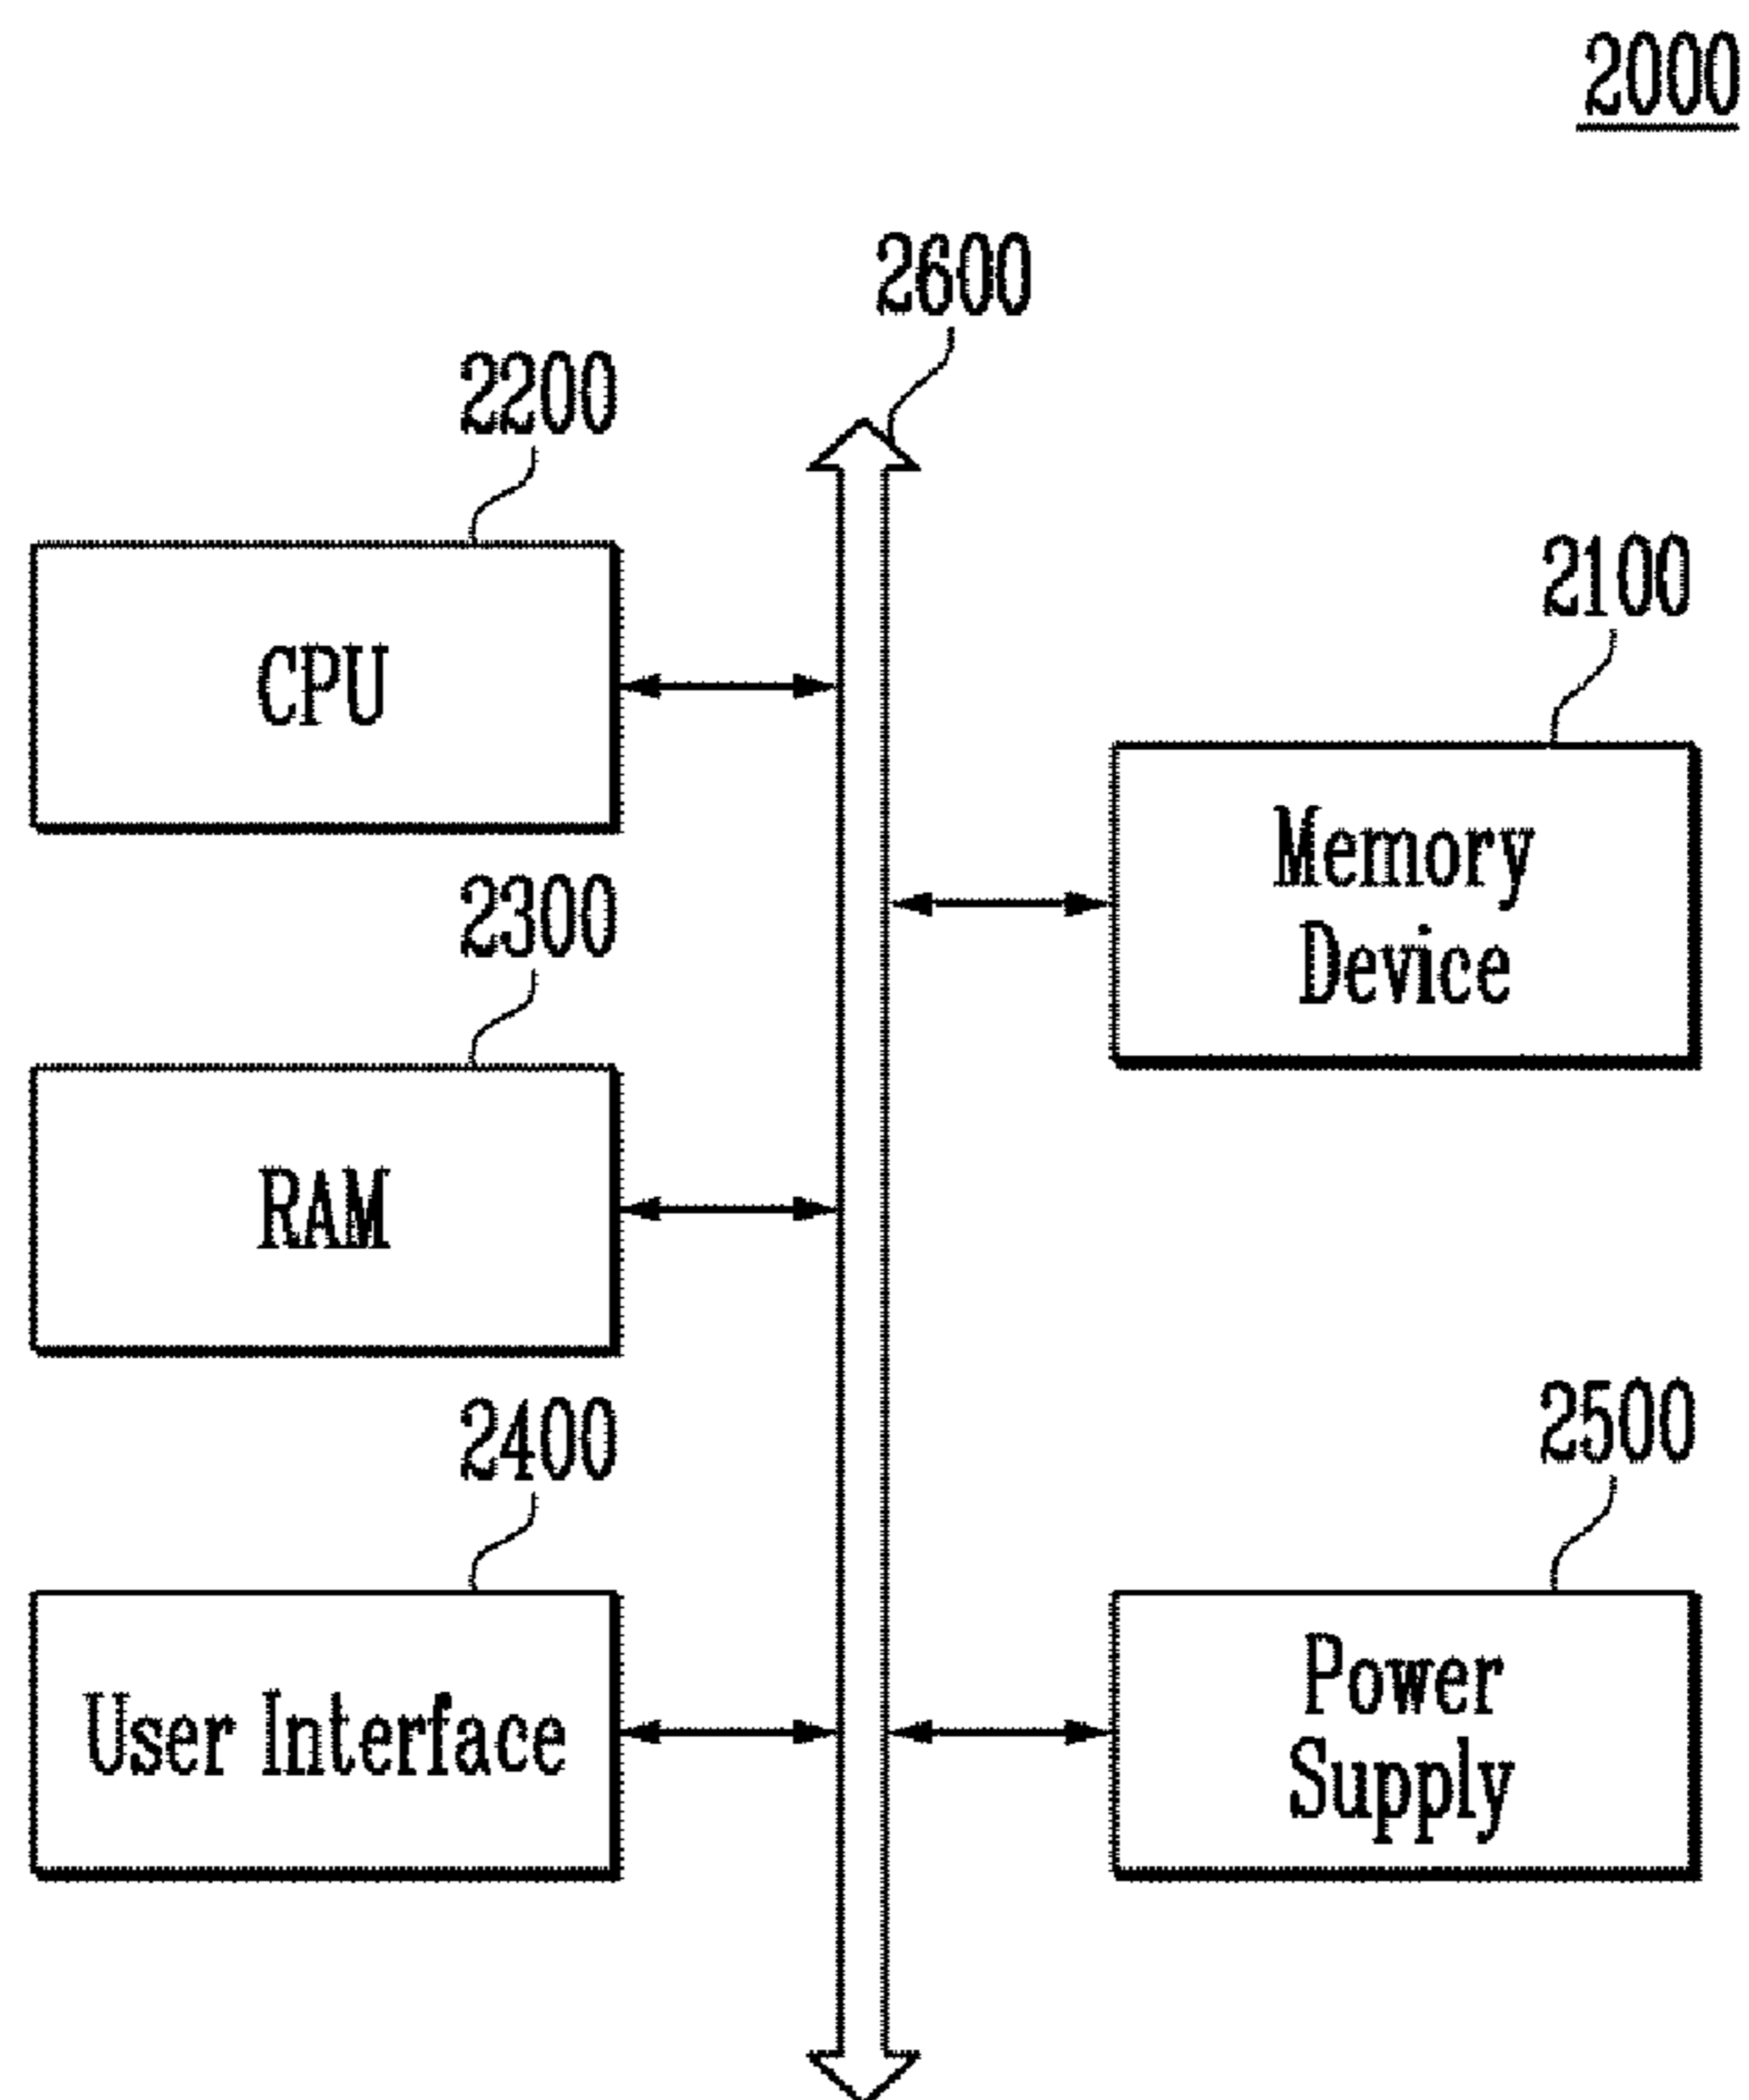 2000
2600
2200
CPU
2100
Memory
Device
2300
RAM
2400
User Interface
2500
Power
Supply